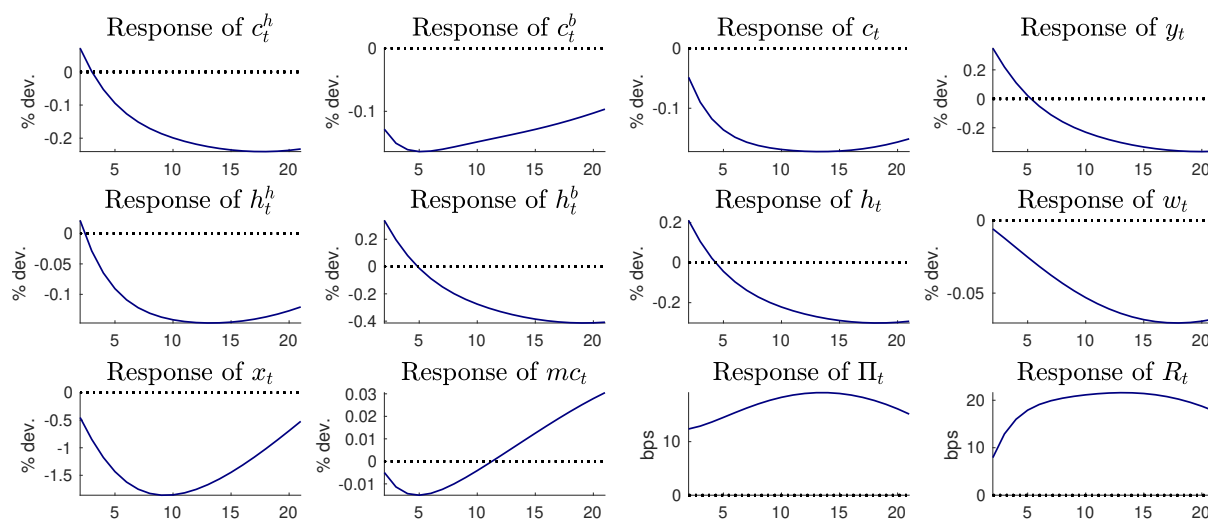 Response of c_t^h
Response of c_t^b
Response of c_t
Response of y_t
% dev.
0
-0.1
-0.2
5 10 15 20
% dev.
0
-0.1
5 10 15 20
% dev.
0
-0.1
5 10 15 20
% dev.
0.2
0
-0.2
5 10 15 20
Response of h_t^h
Response of h_t^b
Response of h_t
Response of w_t
% dev.
0
-0.05
-0.1
5 10 15 20
% dev.
0.2
0
-0.2
-0.4
5 10 15 20
% dev.
0.2
0
-0.2
5 10 15 20
% dev.
0
-0.05
5 10 15 20
Response of x_t
Response of mc_t
Response of Π_t
Response of R_t
% dev.
0
-0.5
-1
-1.5
5 10 15 20
% dev.
0.03
0.02
0.01
0
-0.01
5 10 15 20
bps
10
0
5 10 15 20
bps
20
10
0
5 10 15 20